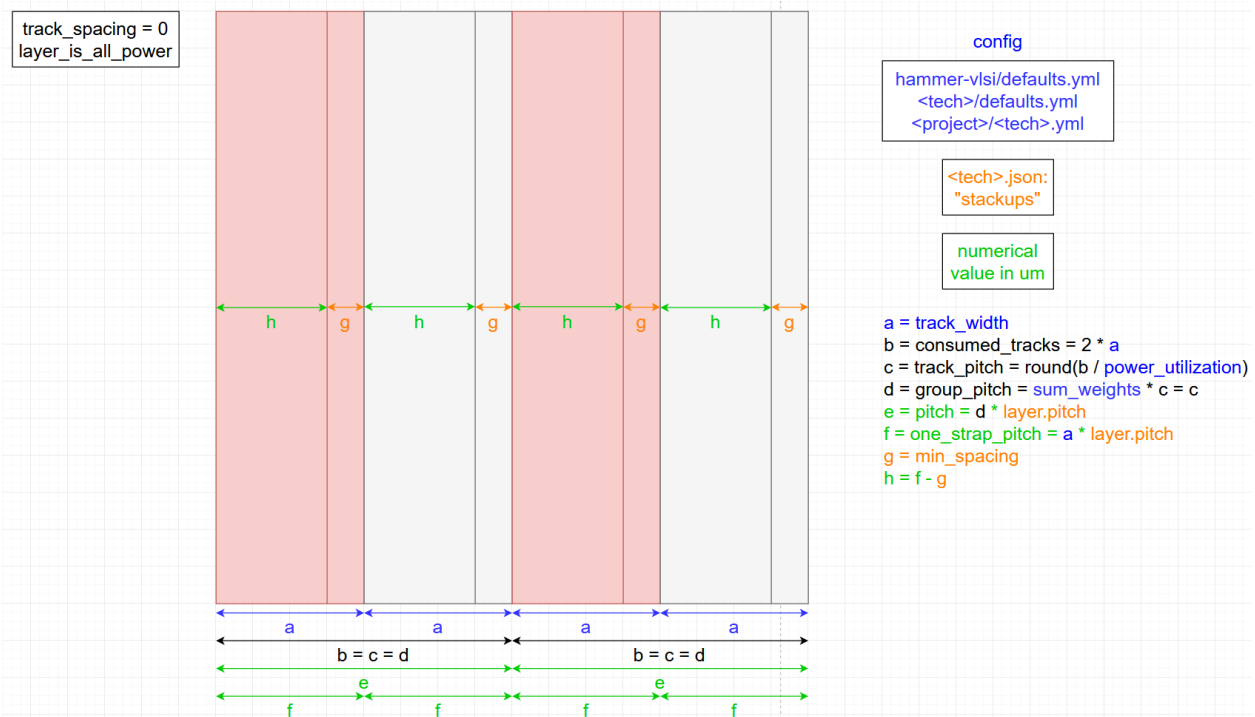 track_spacing = 0
layer_is_all_power
config
hammer-vlsi/defaults.yml
<tech>/defaults.yml
<project>/<tech>.yml
<tech>.json:
"stackups"
numerical
value in um
h g h g h g h g
a = track_width
b = consumed_tracks = 2 * a
c = track_pitch = round(b / power_utilization)
d = group_pitch = sum_weights * c = c
e = pitch = d * layer.pitch
f = one_strap_pitch = a * layer.pitch
g = min_spacing
h = f - g
a a a a
b = c = d b = c = d
e e
f f f f